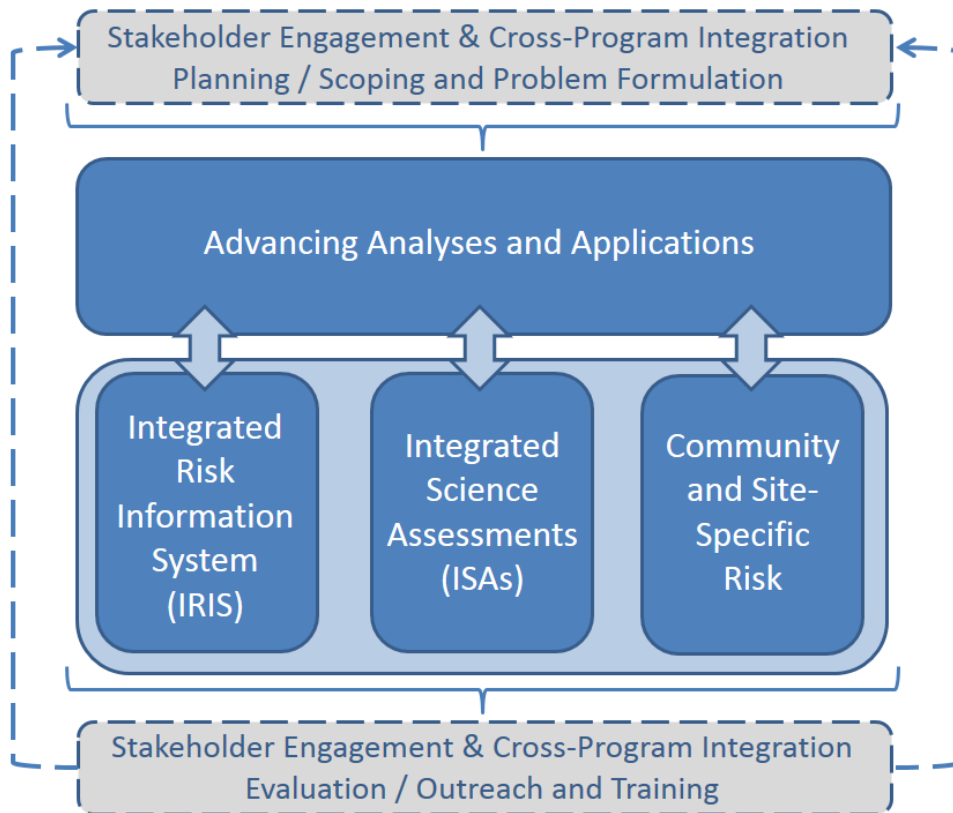 Stakeholder Engagement & Cross-Program Integration
Planning / Scoping and Problem Formulation
Advancing Analyses and Applications
Integrated
Risk
Information
System
(IRIS)
Integrated
Science
Assessments
(ISAs)
Community
and Site-
Specific
Risk
Stakeholder Engagement & Cross-Program Integration
Evaluation / Outreach and Training